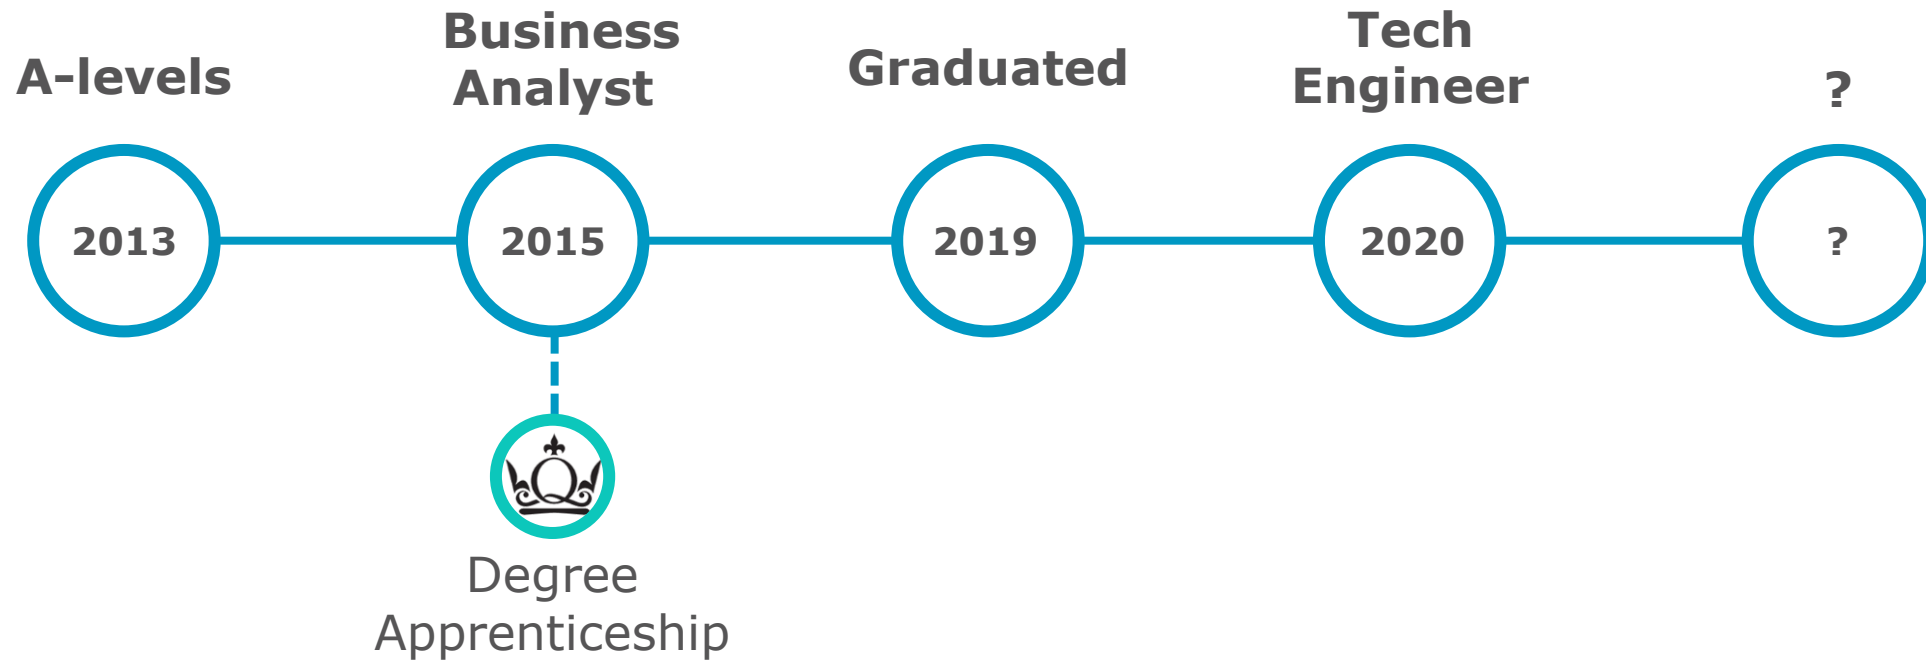 A-levels
Business
Analyst
Graduated
Tech
Engineer
?
2013
2015
2019
2020
?
Q
Degree
Apprenticeship